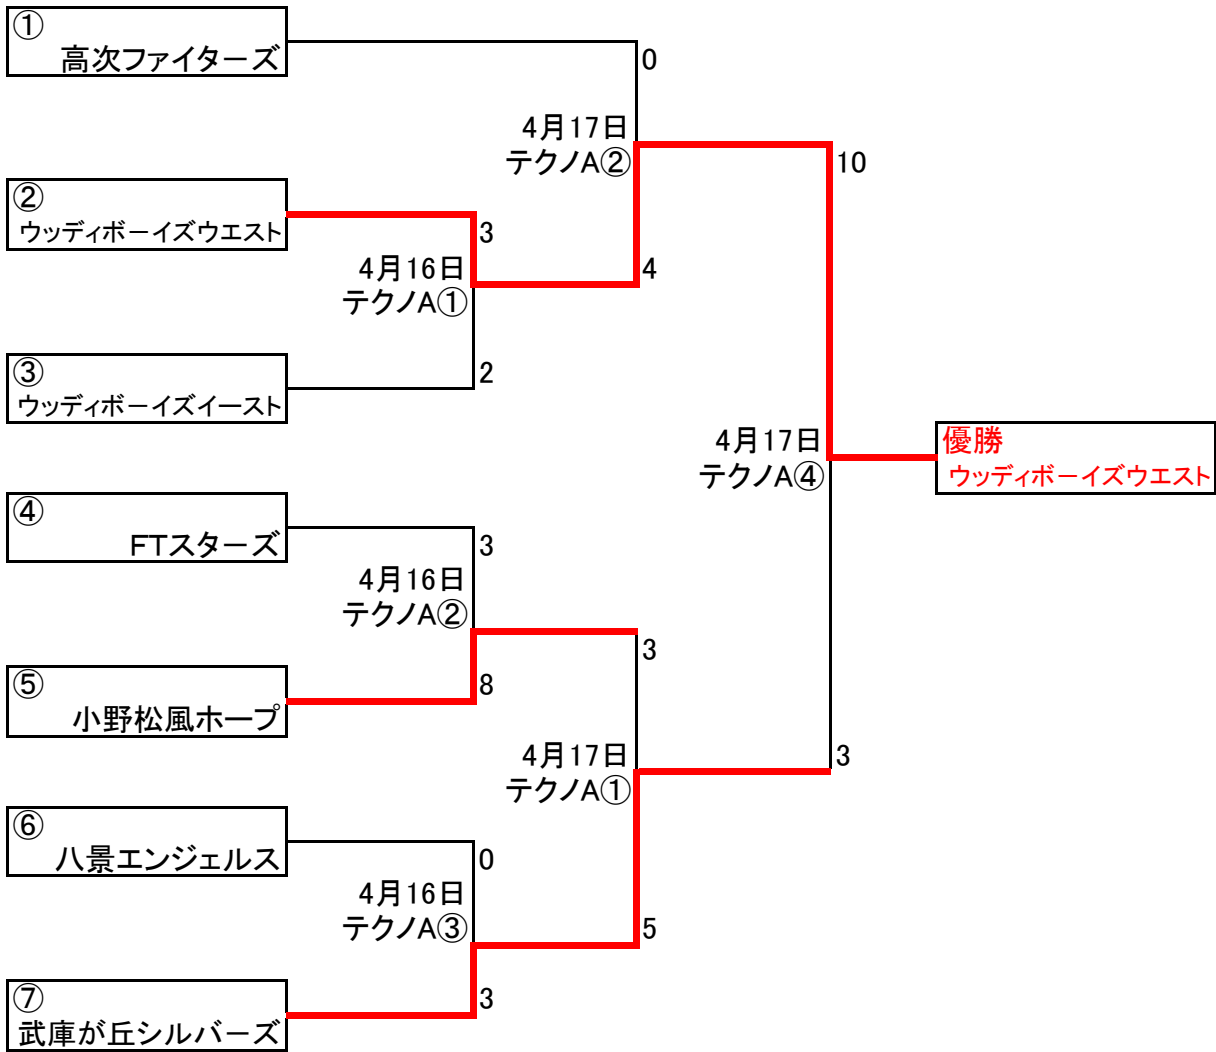 ①
高次ファイターズ
0
4月17日
テクノA②
10
②
ウッディボーイズウエスト
3
4月16日
テクノA①
4
③
ウッディボーイズイースト
2
4月17日
テクノA④
優勝
ウッディボーイズウエスト
④
FTスターズ
3
4月16日
テクノA②
3
⑤
小野松風ホープ
8
4月17日
テクノA①
3
⑥
八景エンジェルス
0
4月16日
テクノA③
5
⑦
武庫が丘シルバーズ
3